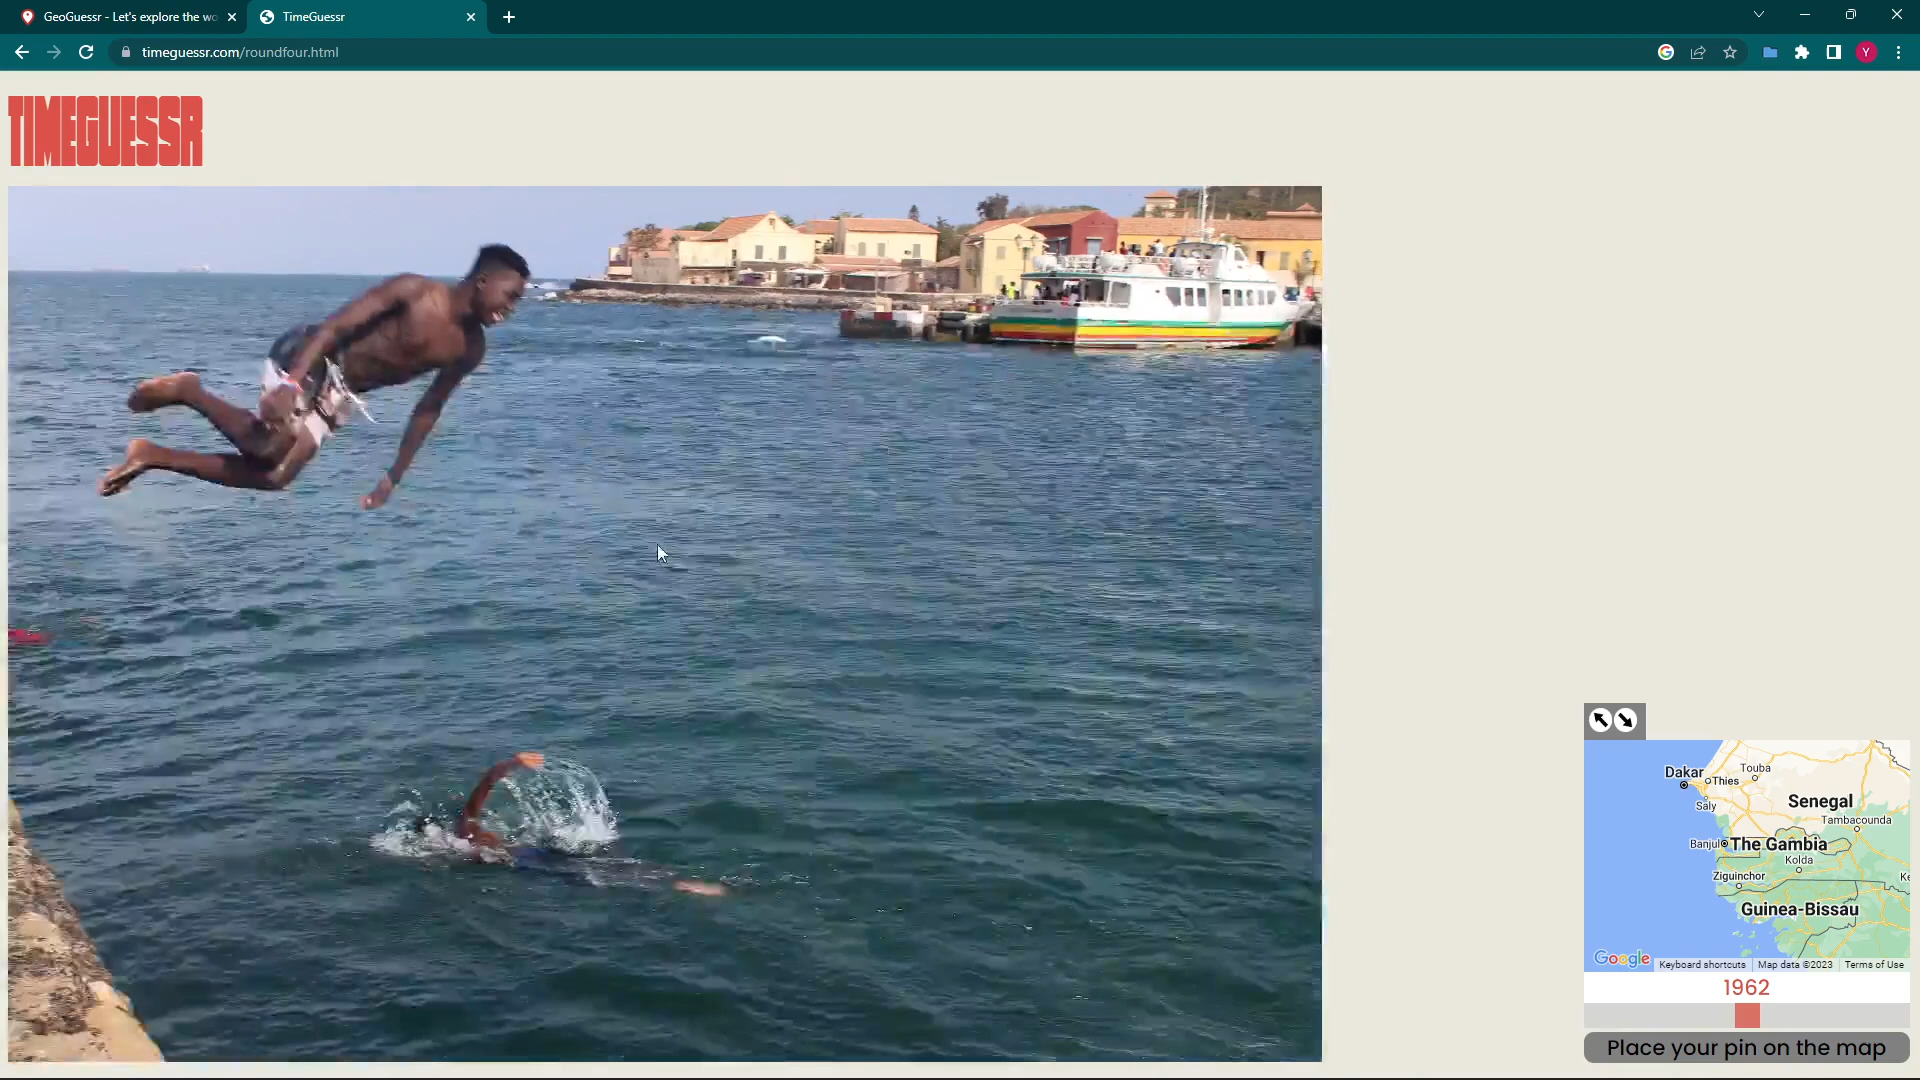 GeoGuessr - Let's explore the wo
TimeGuessr
timeguessr.com/roundfour.html
Y
TIMEGUESSR
Dakar
Thies
Touba
Saly
Senegal
Tambacounda
Banjul
The Gambia
Kolda
Ziguinchor
Ke
Guinea-Bissau
Google
Keyboard shortcuts
Map data ©2023
Terms of Use
1962
Place your pin on the map